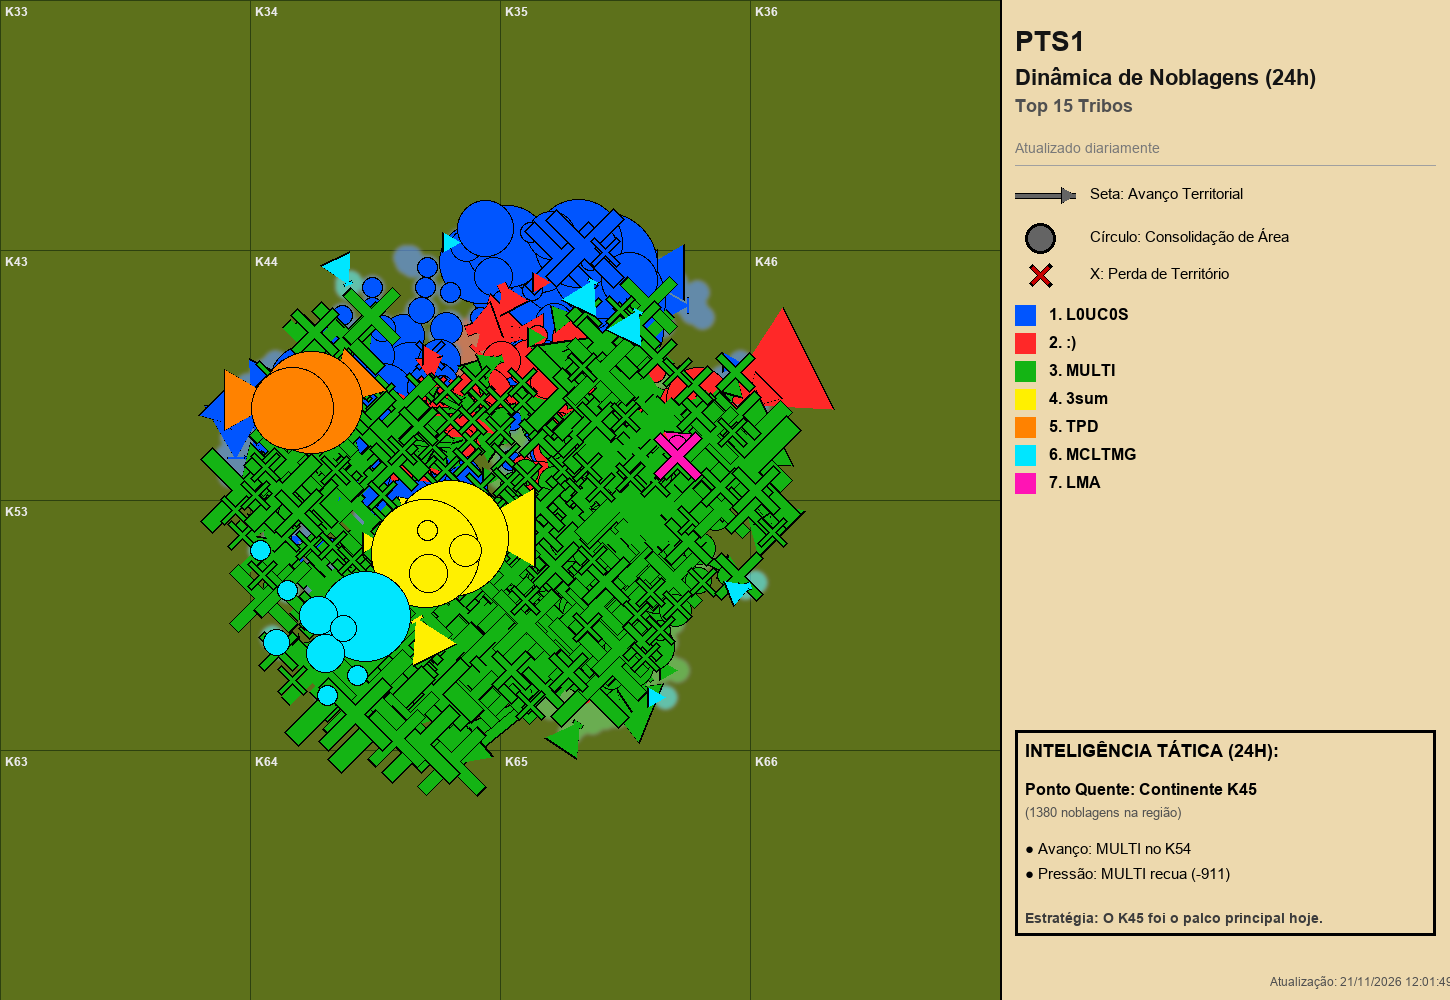 K33
K34
K35
K36
K43
K44
K46
K53
K63
K64
K65
K66
PTS1
Dinâmica de Noblagens (24h)
Top 15 Tribos
Atualizado diariamente
Seta: Avanço Territorial
Círculo: Consolidação de Área
X: Perda de Território
1. L0UC0S
2. :)
3. MULTI
4. 3sum
5. TPD
6. MCLTMG
7. LMA
INTELIGÊNCIA TÁTICA (24H):
Ponto Quente: Continente K45
(1380 noblagens na região)
● Avanço: MULTI no K54
● Pressão: MULTI recua (-911)
Estratégia: O K45 foi o palco principal hoje.
Atualização: 21/11/2026 12:01:49